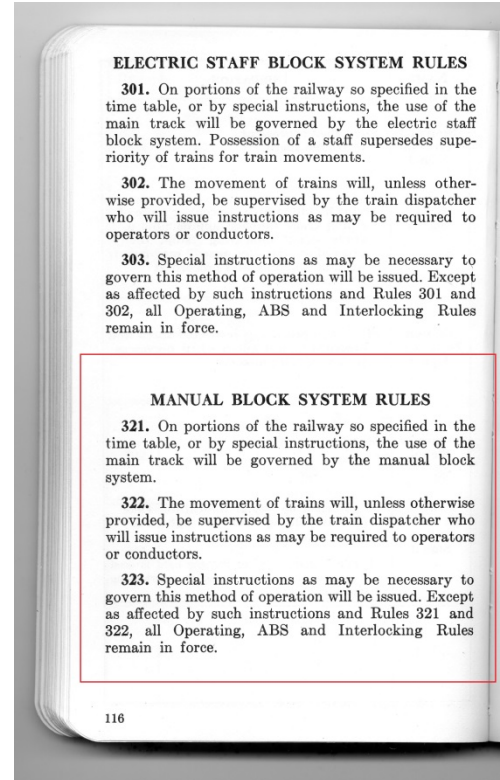 ELECTRIC STAFF BLOCK SYSTEM RULES
301. On portions of the railway so specified in the
time table, or by special instructions, the use of the
main track will be governed by the electric staff
block system. Possession of a staff supersedes supe-
riority of trains for train movements.
302. The movement of trains will, unless other-
wise provided, be supervised by the train dispatcher
who will issue instructions as may be required to
operators or conductors.
303. Special instructions as may be necessary to
govern this method of operation will be issued. Except
as affected by such instructions and Rules 301 and
302, all Operating, ABS and Interlocking Rules
remain in force.
MANUAL BLOCK SYSTEM RULES
321. On portions of the railway so specified in the
time table, or by special instructions, the use of the
main track will be governed by the manual block
system.
322. The movement of trains will, unless otherwise
provided, be supervised by the train dispatcher who
will issue instructions as may be required to operators
or conductors.
323. Special instructions as may be necessary to
govern this method of operation will be issued. Except
as affected by such instructions and Rules 321 and
322, all Operating, ABS and Interlocking Rules
remain in force.
116